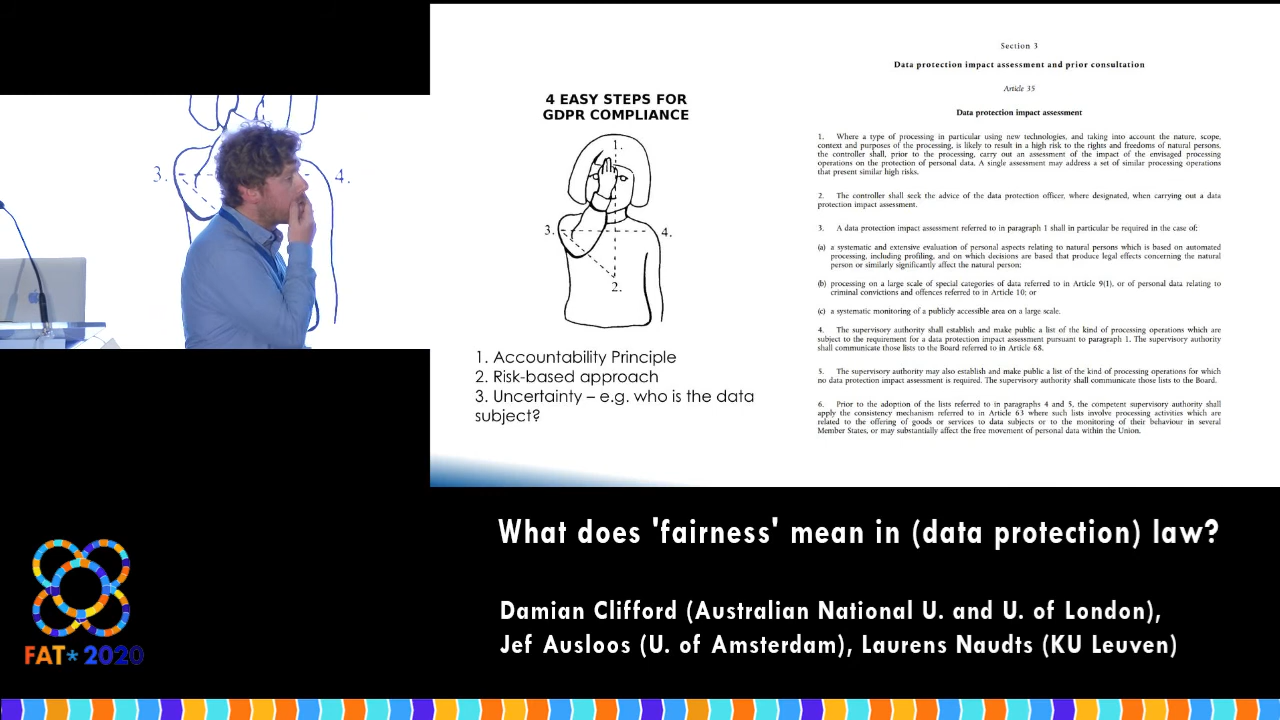 3.
4.
4 EASY STEPS FOR
GDPR COMPLIANCE
1.
3.
4.
2.
1. Accountability Principle
2. Risk-based approach
3. Uncertainty – e.g. who is the data
subject?
Section 3
Data protection impact assessment and prior consultation
Article 35
Data protection impact assessment
1. Where a type of processing in particular using new technologies, and taking into account the nature, scope,
context and purposes of the processing, is likely to result in a high risk to the rights and freedoms of natural persons,
the controller shall, prior to the processing, carry out an assessment of the impact of the envisaged processing
operations on the protection of personal data. A single assessment may address a set of similar processing operations
that present similar high risks.
2. The controller shall seek the advice of the data protection officer, where designated, when carrying out a data
protection impact assessment.
3. A data protection impact assessment referred to in paragraph 1 shall in particular be required in the case of:
(a) a systematic and extensive evaluation of personal aspects relating to natural persons which is based on automated
processing, including profiling, and on which decisions are based that produce legal effects concerning the natural
person or similarly significantly affect the natural person;
(b) processing on a large scale of special categories of data referred to in Article 9(1), or of personal data relating to
criminal convictions and offences referred to in Article 10; or
(c) a systematic monitoring of a publicly accessible area on a large scale.
4. The supervisory authority shall establish and make public a list of the kind of processing operations which are
subject to the requirement for a data protection impact assessment pursuant to paragraph 1. The supervisory authority
shall communicate those lists to the Board referred to in Article 68.
5. The supervisory authority may also establish and make public a list of the kind of processing operations for which
no data protection impact assessment is required. The supervisory authority shall communicate those lists to the Board.
6. Prior to the adoption of the lists referred to in paragraphs 4 and 5, the competent supervisory authority shall
apply the consistency mechanism referred to in Article 63 where such lists involve processing activities which are
related to the offering of goods or services to data subjects or to the monitoring of their behaviour in several
Member States, or may substantially affect the free movement of personal data within the Union.
What does 'fairness' mean in (data protection) law?
Damian Clifford (Australian National U. and U. of London),
Jef Ausloos (U. of Amsterdam), Laurens Naudts (KU Leuven)
FAT* 2020